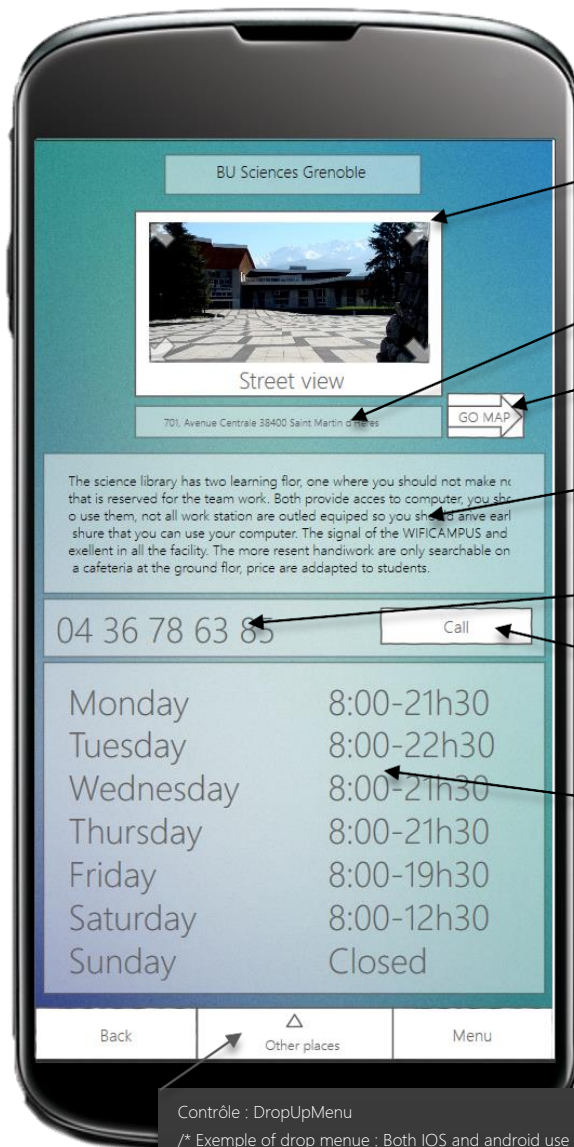 BU Sciences Grenoble
Street view
701, Avenue Centrale 38400 Saint Martin d'Heres
GO MAP
The science library has two learning flor, one where you should not make
that is reserved for the team work. Both provide acces to computer, you
o use them, not all work station are outled equiped so you should arive earl
shure that you can use your computer. The signal of the WIFICAMPUS and
exellent in all the facility. The more resent handiwork are only searchable on
a cafeteria at the ground flor, price are addapted to students.
04 36 78 63 85
Call
Monday 8:00-21h30
Tuesday 8:00-22h30
Wednesday 8:00-21h30
Thursday 8:00-21h30
Friday 8:00-19h30
Saturday 8:00-12h30
Sunday Closed
Back
Other places
Menu
Contrôle : DropUpMenu
/* Exemple of drop menue : Both IOS and android use